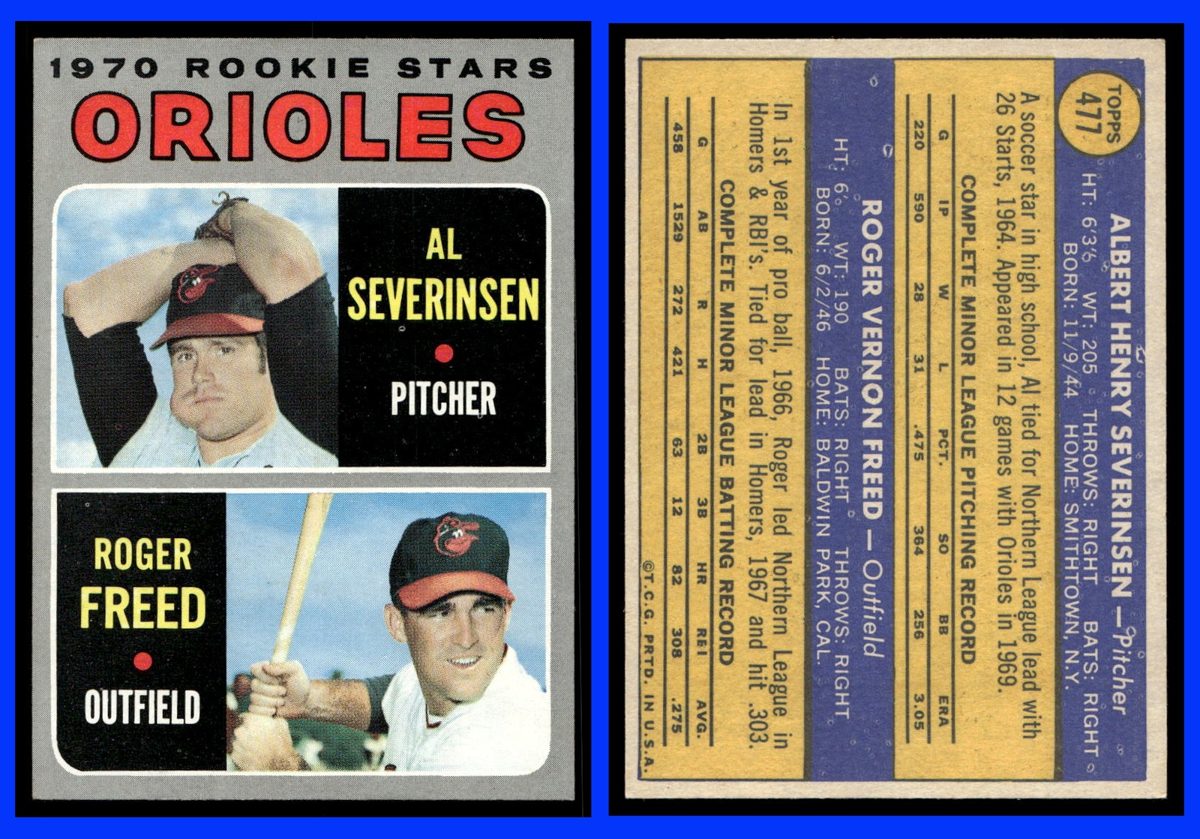 1970 ROOKIE STARS
ORIOLES
AL
SEVERINSEN
PITCHER
ROGER
FREED
OUTFIELD
TOPPS
477
ALBERT HENRY SEVERINSEN — Pitcher
HT: 6'3½ WT: 205 THROWS: RIGHT BATS: RIGHT
BORN: 11/9/44 HOME: SMITHTOWN, N.Y.
A soccer star in high school, Al tied for Northern League lead with
26 Starts, 1964. Appeared in 12 games with Orioles in 1969.
COMPLETE MINOR LEAGUE PITCHING RECORD
G IP W L PCT. SO BB ERA
220 590 28 31 .475 364 256 3.05
ROGER VERNON FREED — Outfield
HT: 6' WT: 190 BATS: RIGHT THROWS: RIGHT
BORN: 6/2/46 HOME: BALDWIN PARK, CAL.
In 1st year of pro ball, 1966, Roger led Northern League in
Homers & RBI's. Tied for lead in Homers, 1967 and hit .303.
COMPLETE MINOR LEAGUE BATTING RECORD
G AB R H 2B 3B HR RBI AVG.
458 1529 272 421 63 12 82 308 .275
©T.C.G. PRTD. IN U.S.A.